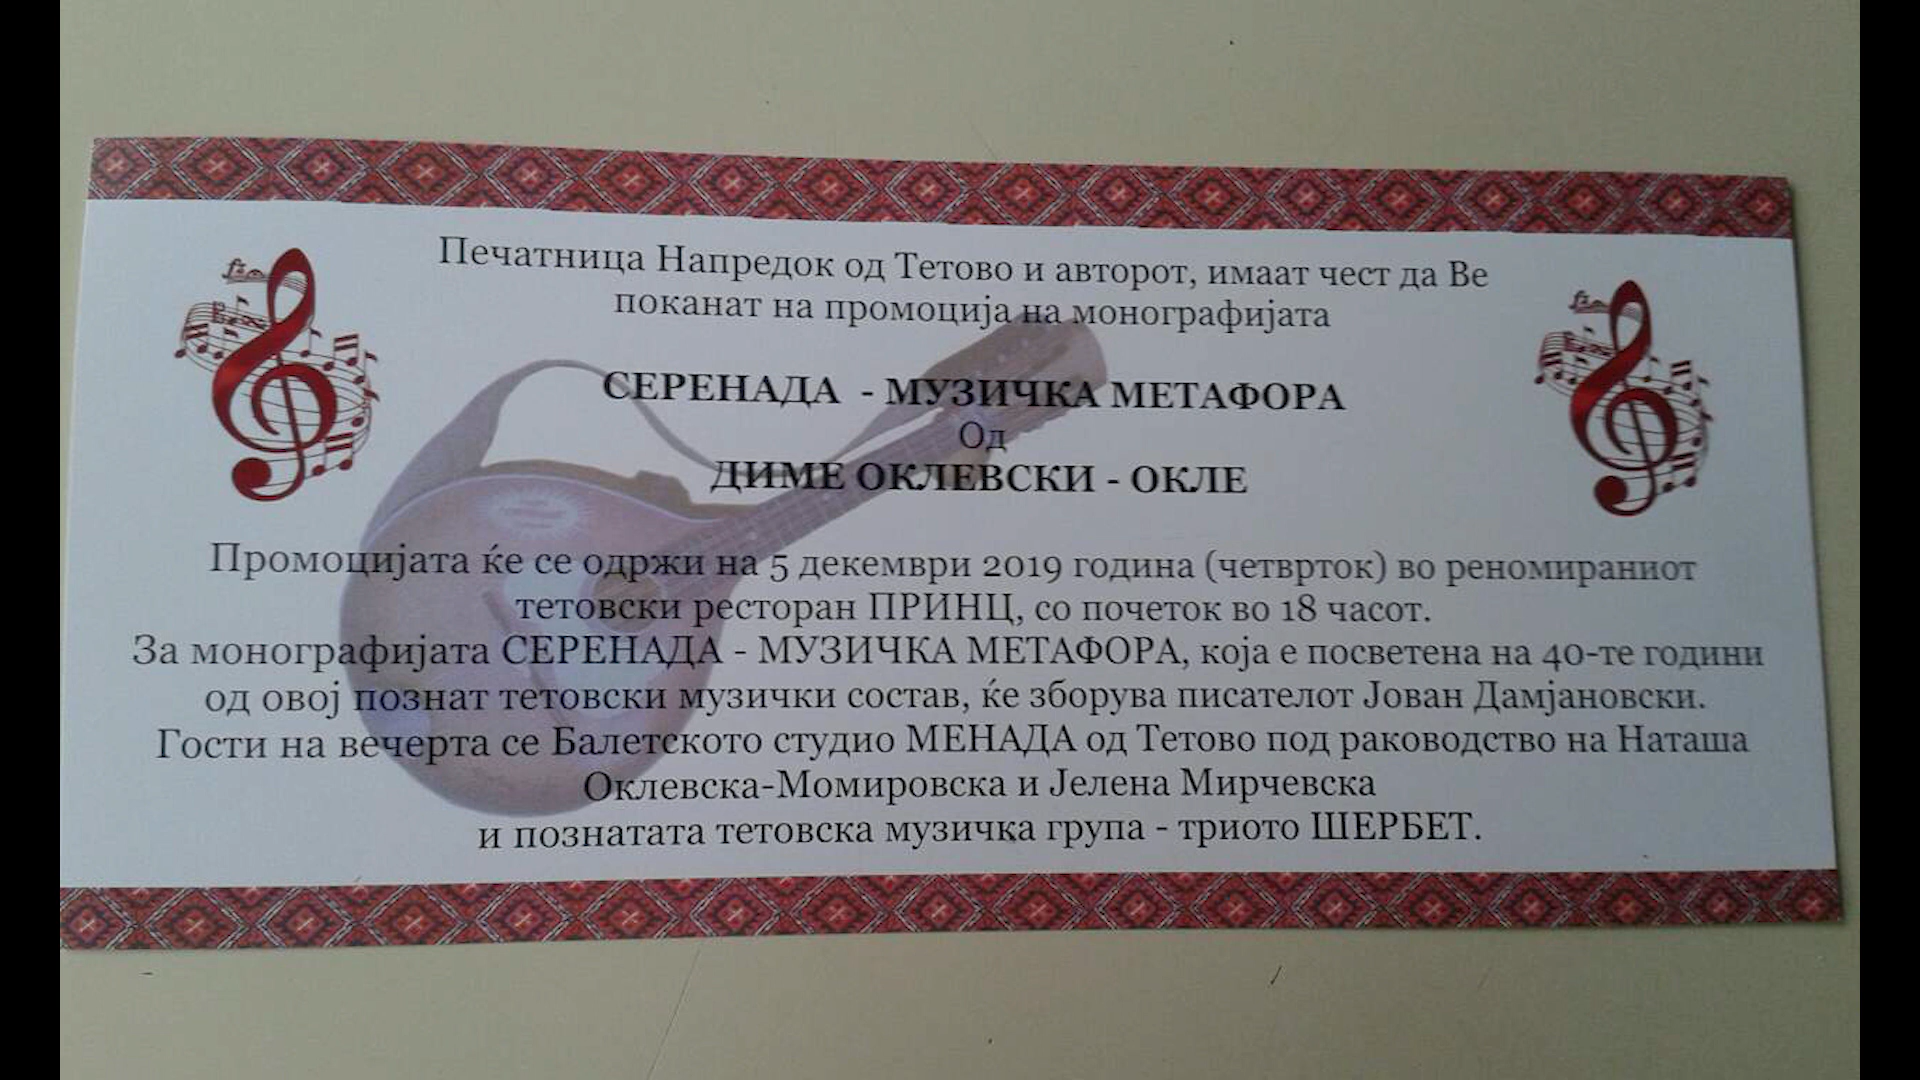 Печатница Напредок од Тетово и авторот, имаат чест да Ве
поканат на промоција на монографијата
СЕРЕНАДА - МУЗИЧКА МЕТАФОРА
Од
ДИМЕ ОКЛЕВСКИ - ОКЛЕ
Промоцијата ќе се одржи на 5 декември 2019 година (четврток) во реномираниот
тетовски ресторан ПРИНЦ, со почеток во 18 часот.
За монографијата СЕРЕНАДА - МУЗИЧКА МЕТАФОРА, која е посветена на 40-те години
од овој познат тетовски музички состав, ќе зборува писателот Јован Дамјановски.
Гости на вечерта се Балетското студио МЕНАДА од Тетово под раководство на Наташа
Оклевска-Момировска и Јелена Мирчевска
и познатата тетовска музичка група - триото ШЕРБЕТ.